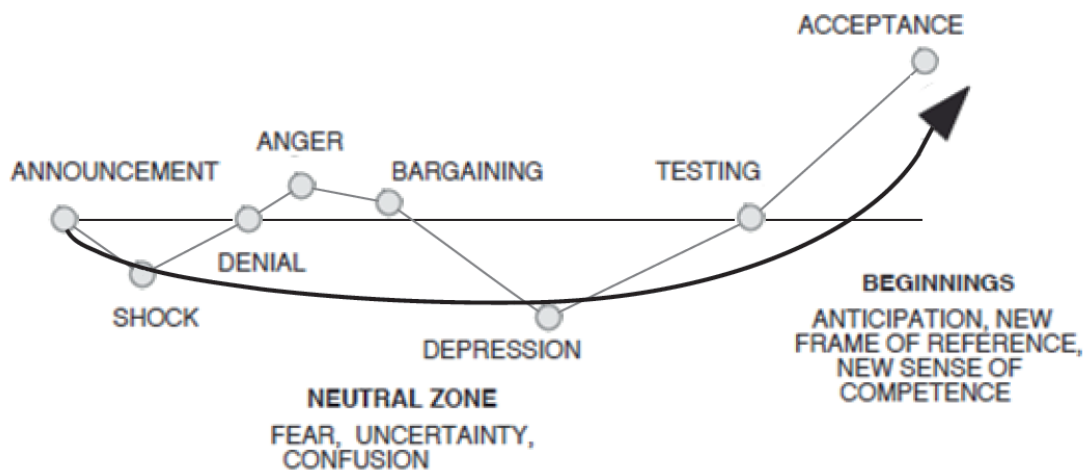 ACCEPTANCE
ANGER
ANNOUNCEMENT
BARGAINING
TESTING
DENIAL
SHOCK
DEPRESSION
BEGINNINGS
ANTICIPATION, NEW
FRAME OF REFERENCE,
NEW SENSE OF
COMPETENCE
NEUTRAL ZONE
FEAR, UNCERTAINTY,
CONFUSION